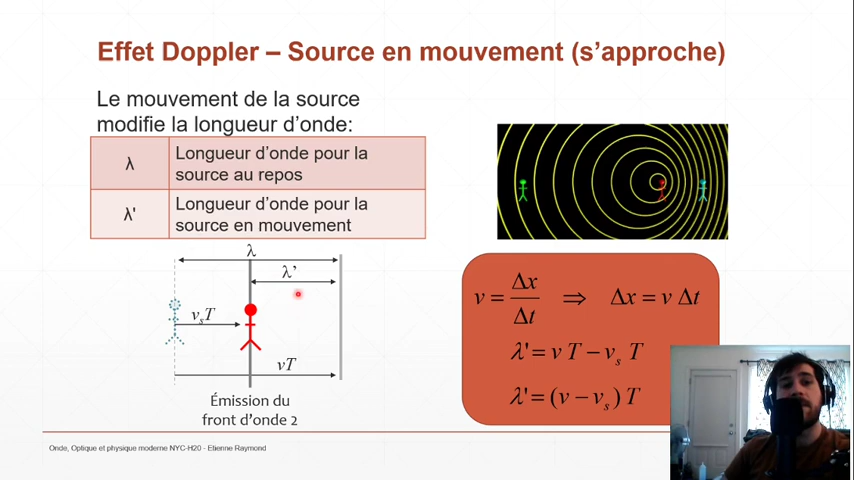 Effet Doppler – Source en mouvement (s’approche)
Le mouvement de la source
modifie la longueur d’onde:
λ
Longueur d’onde pour la
source au repos
λ'
Longueur d’onde pour la
source en mouvement
λ
λ’
vₛT
vT
Émission du
front d’onde 2
v = Δx/Δt ⇒ Δx = v Δt
λ' = v T − vₛ T
λ' = (v − vₛ) T
Onde, Optique et physique moderne NYC-H20 - Etienne Raymond